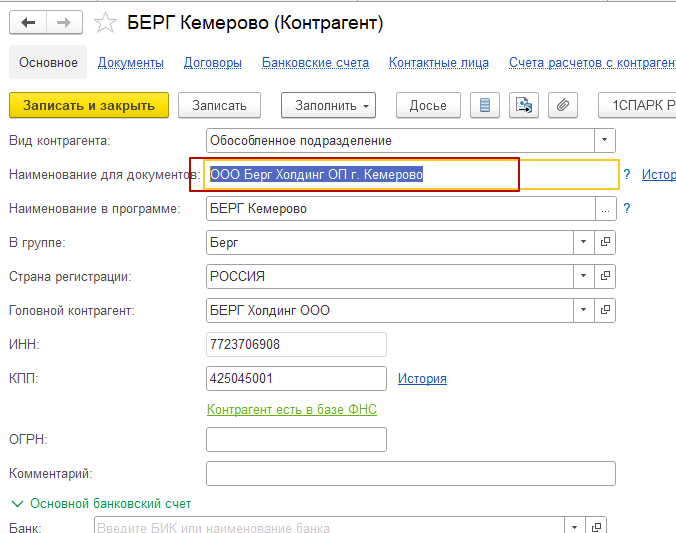 БЕРГ Кемерово (Контрагент)
Основное Документы Договоры Банковские счета Контактные лица Счета расчетов с контраген
Записать и закрыть Записать Заполнить Досье 1СПАРК Р
Вид контрагента: Обособленное подразделение
Наименование для документов: ООО Берг Холдинг ОП г. Кемерово ? Истор
Наименование в программе: БЕРГ Кемерово ... ?
В группе: Берг
Страна регистрации: РОССИЯ
Головной контрагент: БЕРГ Холдинг ООО
ИНН: 7723706908
КПП: 425045001 История
Контрагент есть в базе ФНС
ОГРН:
Комментарий:
Основной банковский счет
Банк: Введите БИК или наименование банка